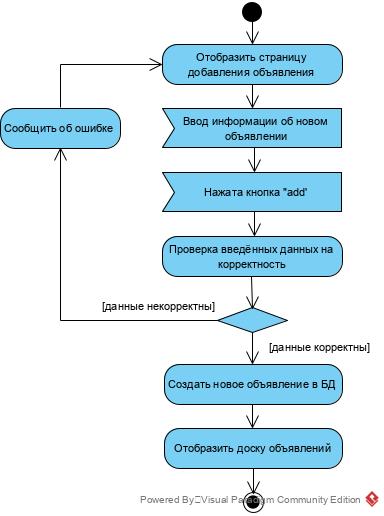 Отобразить страницу
добавления объявления
Сообщить об ошибке
Ввод информации об новом
объявлении
Нажата кнопка "add'
Проверка введённых данных на
корректность
[данные некорректны]
[данные корректны]
Создать новое объявление в БД
Отобразить доску объявлений
Powered By Visual Paradigm Community Edition